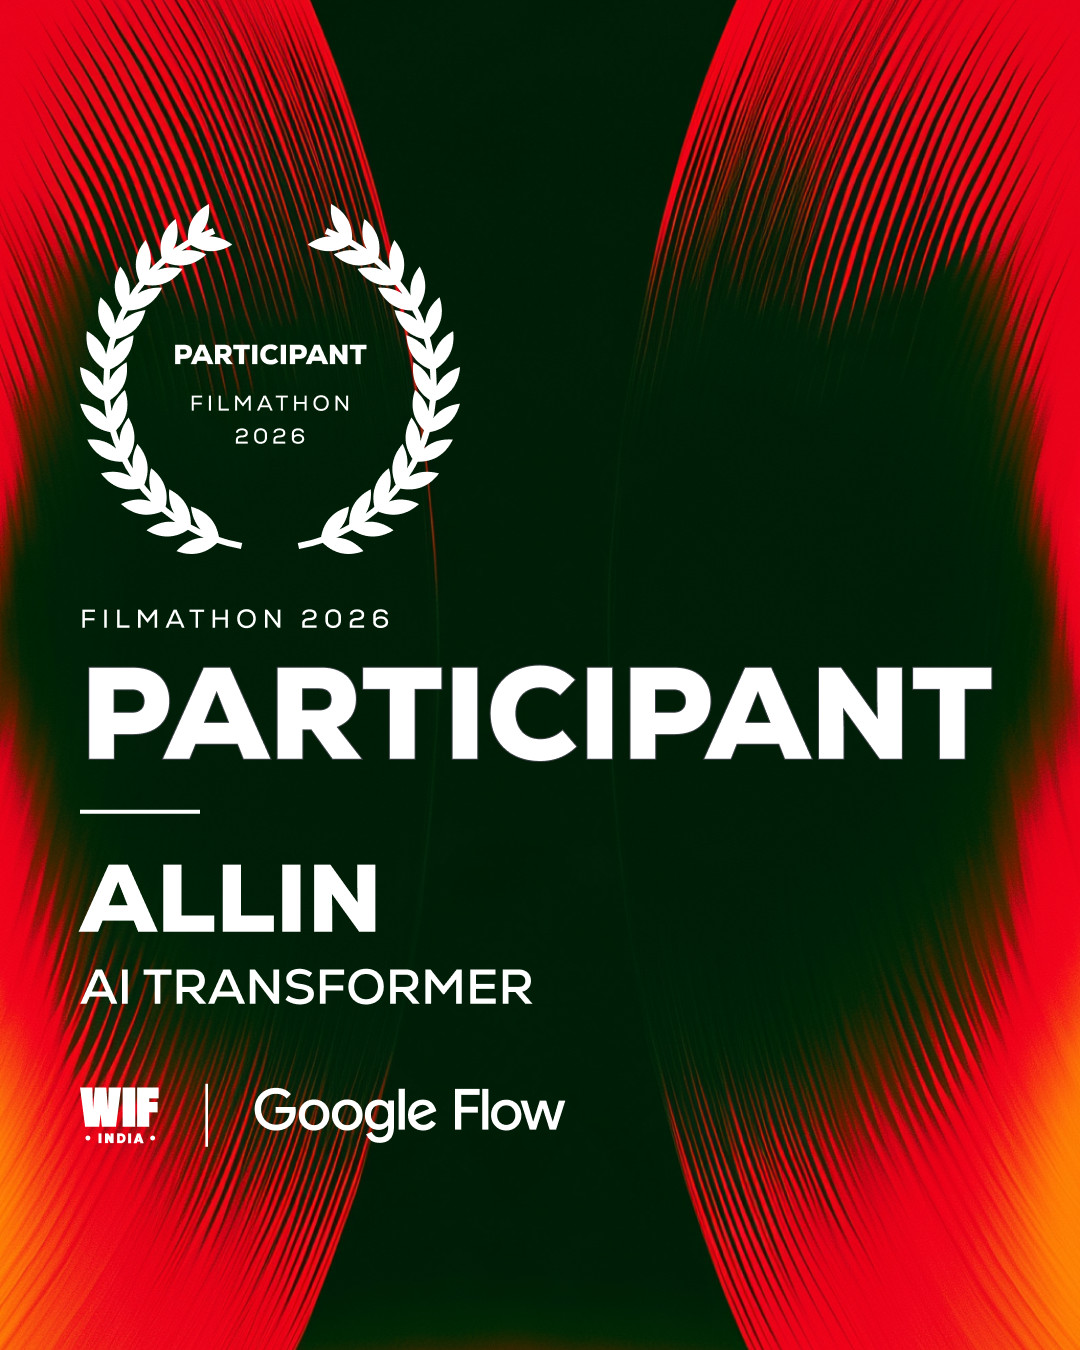 PARTICIPANT
FILMATHON
2026
FILMATHON 2026
PARTICIPANT
ALLIN
AI TRANSFORMER
WIF
• INDIA •
Google Flow